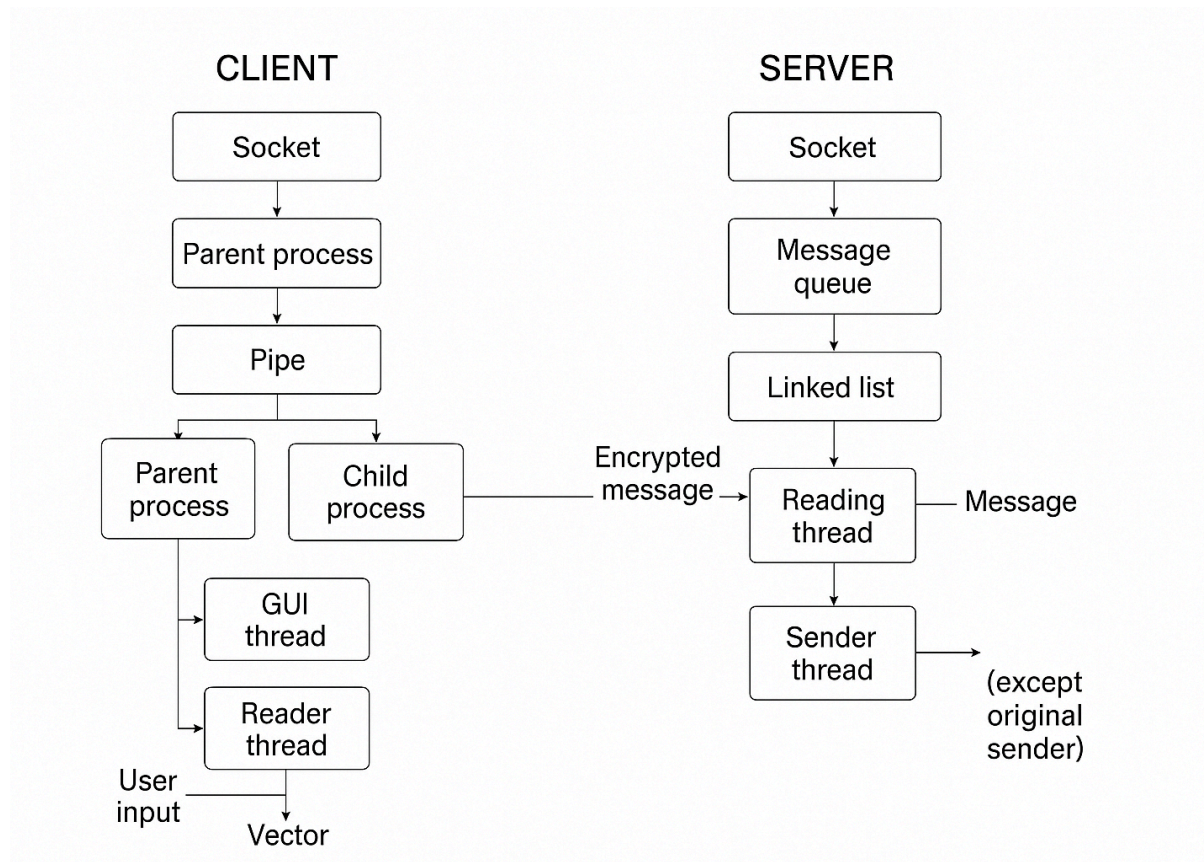 CLIENT
Socket
Parent process
Pipe
Parent
process
Child
process
GUI
thread
Reader
thread
User
input
Vector
Encrypted
message
SERVER
Socket
Message
queue
Linked list
Reading
thread
Message
Sender
thread
(except
original
sender)